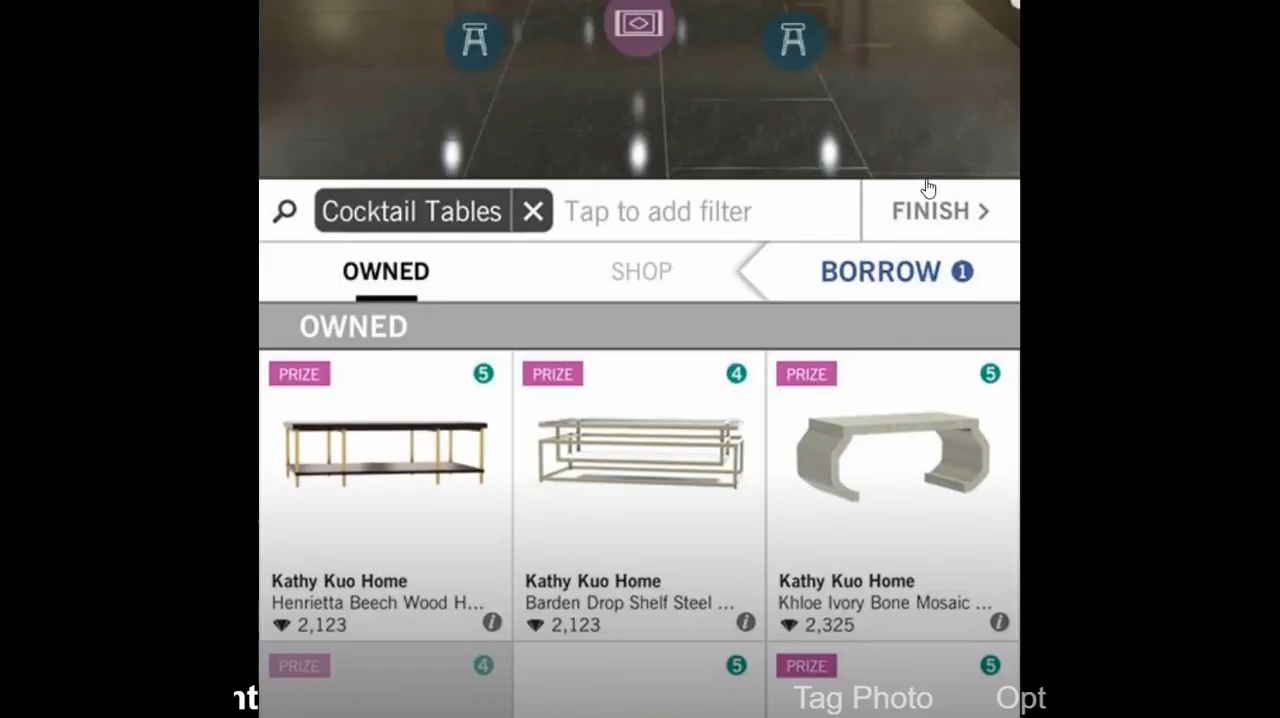 Cocktail Tables X Tap to add filter FINISH >
OWNED SHOP BORROW 1
OWNED
PRIZE 5 PRIZE 4 PRIZE 5
Kathy Kuo Home Kathy Kuo Home Kathy Kuo Home
Henrietta Beech Wood H... Barden Drop Shelf Steel ... Khloe Ivory Bone Mosaic ...
2,123 i 2,123 i 2,325 i
PRIZE 4 5 PRIZE 5
nt Tag Photo Opt